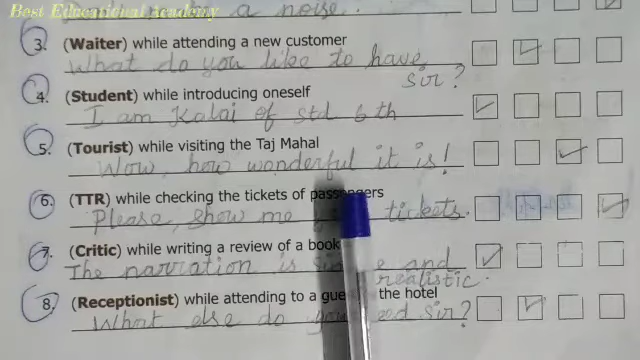 Best Educational Academy
a noise.
3. (Waiter) while attending a new customer
What do you like to have
sir?
4. (Student) while introducing oneself
I am Kalai of std 6th
5. (Tourist) while visiting the Taj Mahal
Wow, how wonderful it is!
6. (TTR) while checking the tickets of passengers
Please, show me tickets.
7. (Critic) while writing a review of a book
The narration is and
realistic.
8. (Receptionist) while attending to a the hotel
What else do you sir?